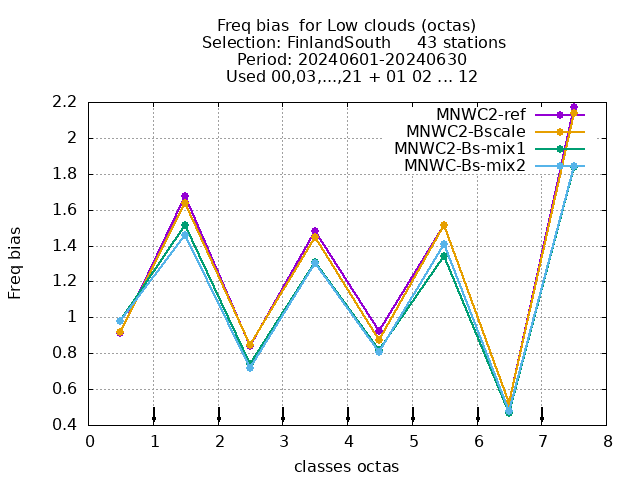 Freq bias  for Low clouds (octas)
Selection: FinlandSouth     43 stations
Period: 20240601-20240630
Used 00,03,...,21 + 01 02 ... 12
MNWC2-ref
MNWC2-Bscale
MNWC2-Bs-mix1
MNWC-Bs-mix2
Freq bias
2.2
2
1.8
1.6
1.4
1.2
1
0.8
0.6
0.4
0 1 2 3 4 5 6 7 8
classes octas